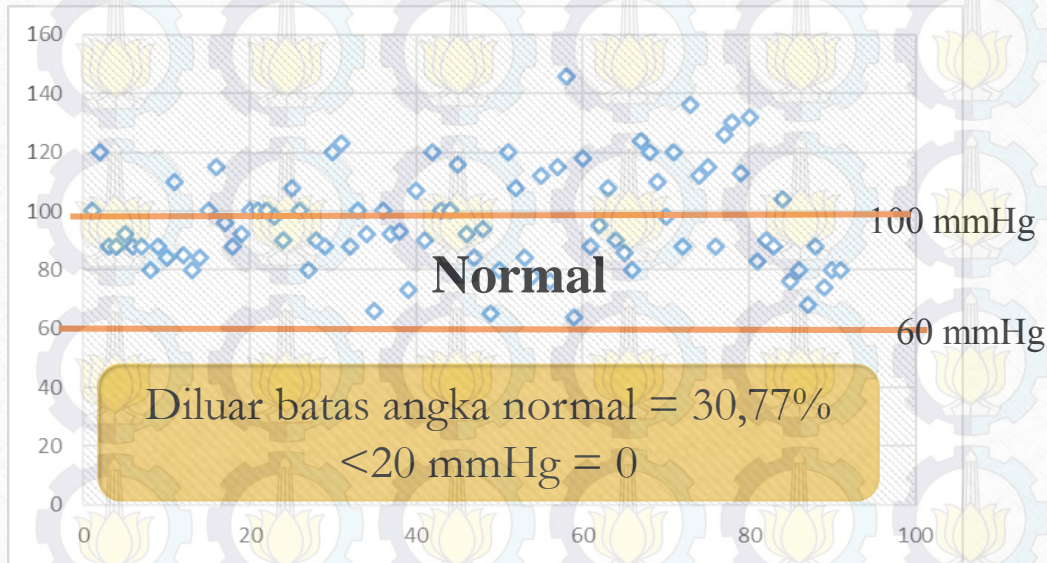 160
140
120
100
100 mmHg
80
Normal
60
60 mmHg
40
Diluar batas angka normal = 30,77%
20
<20 mmHg = 0
0
0 20 40 60 80 100